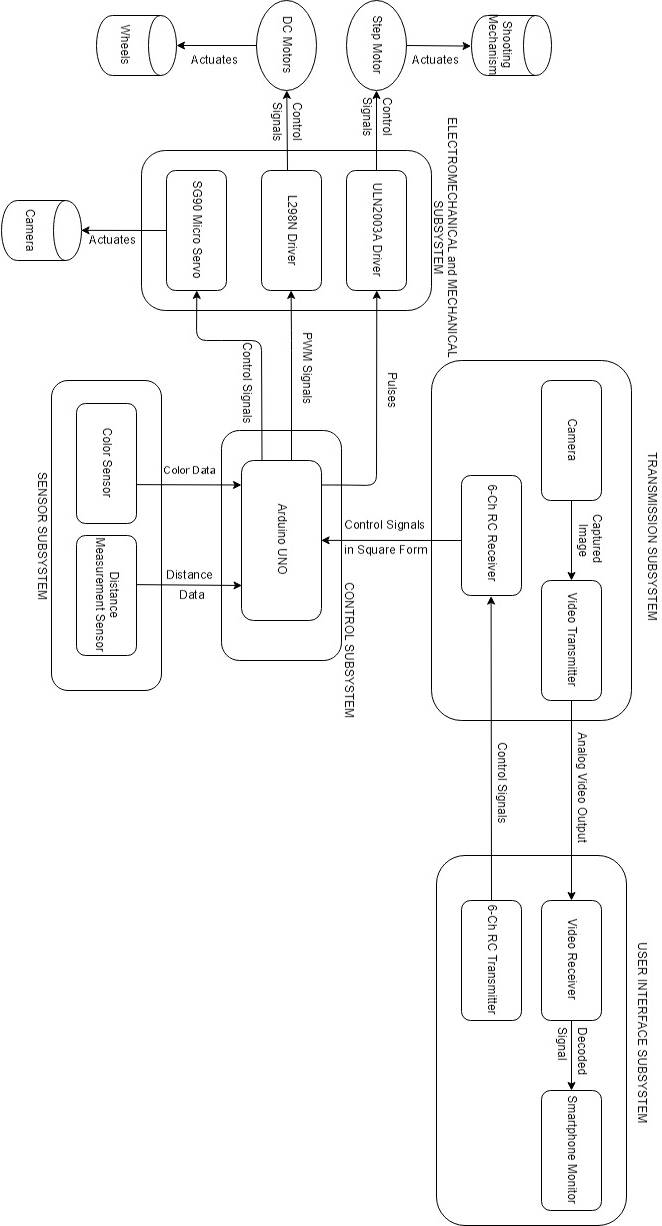 TRANSMISSION SUBSYSTEM
Camera
Captured
Image
Video Transmitter
6-Ch RC Receiver
Analog Video Output
Control Signals
USER INTERFACE SUBSYSTEM
Video Receiver
Decoded
Signal
Smartphone Monitor
6-Ch RC Transmitter
Shooting
Mechanism
Actuates
Step Motor
Control
Signals
ELECTROMECHANICAL and MECHANICAL
SUBSYSTEM
ULN2003A Driver
Pulses
DC Motors
Actuates
Wheels
Control
Signals
L298N Driver
PWM Signals
SG90 Micro Servo
Control Signals
Actuates
Camera
Control Signals
in Square Form
CONTROL SUBSYSTEM
Arduino UNO
Color Data
Distance
Data
Color Sensor
Distance
Measurement Sensor
SENSOR SUBSYSTEM